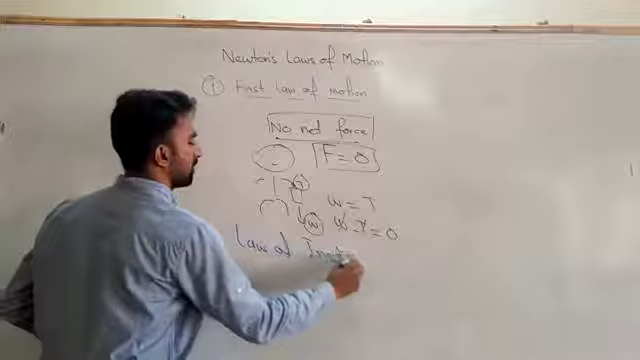 Newton's Laws of Motion
① First Law of motion
No net force
F = 0
T
W
W = T
W - T = 0
Law of